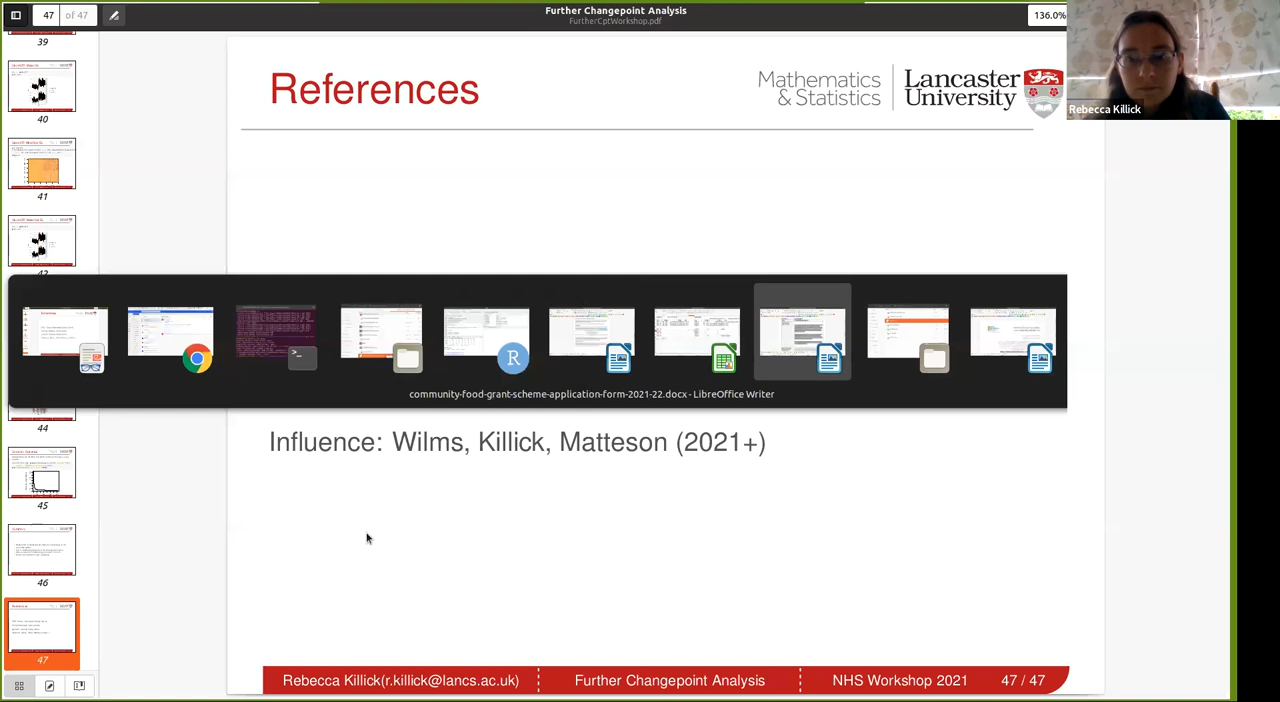 47 of 47
Further Changepoint Analysis
FurtherCptWorkshop.pdf
136.0%
Rebecca Killick
39
40
41
44
45
46
47
References
Mathematics
& Statistics
Lancaster
University
community-food-grant-scheme-application-form-2021-22.docx - LibreOffice Writer
Influence: Wilms, Killick, Matteson (2021+)
Rebecca Killick(r.killick@lancs.ac.uk)
Further Changepoint Analysis
NHS Workshop 2021
47 / 47